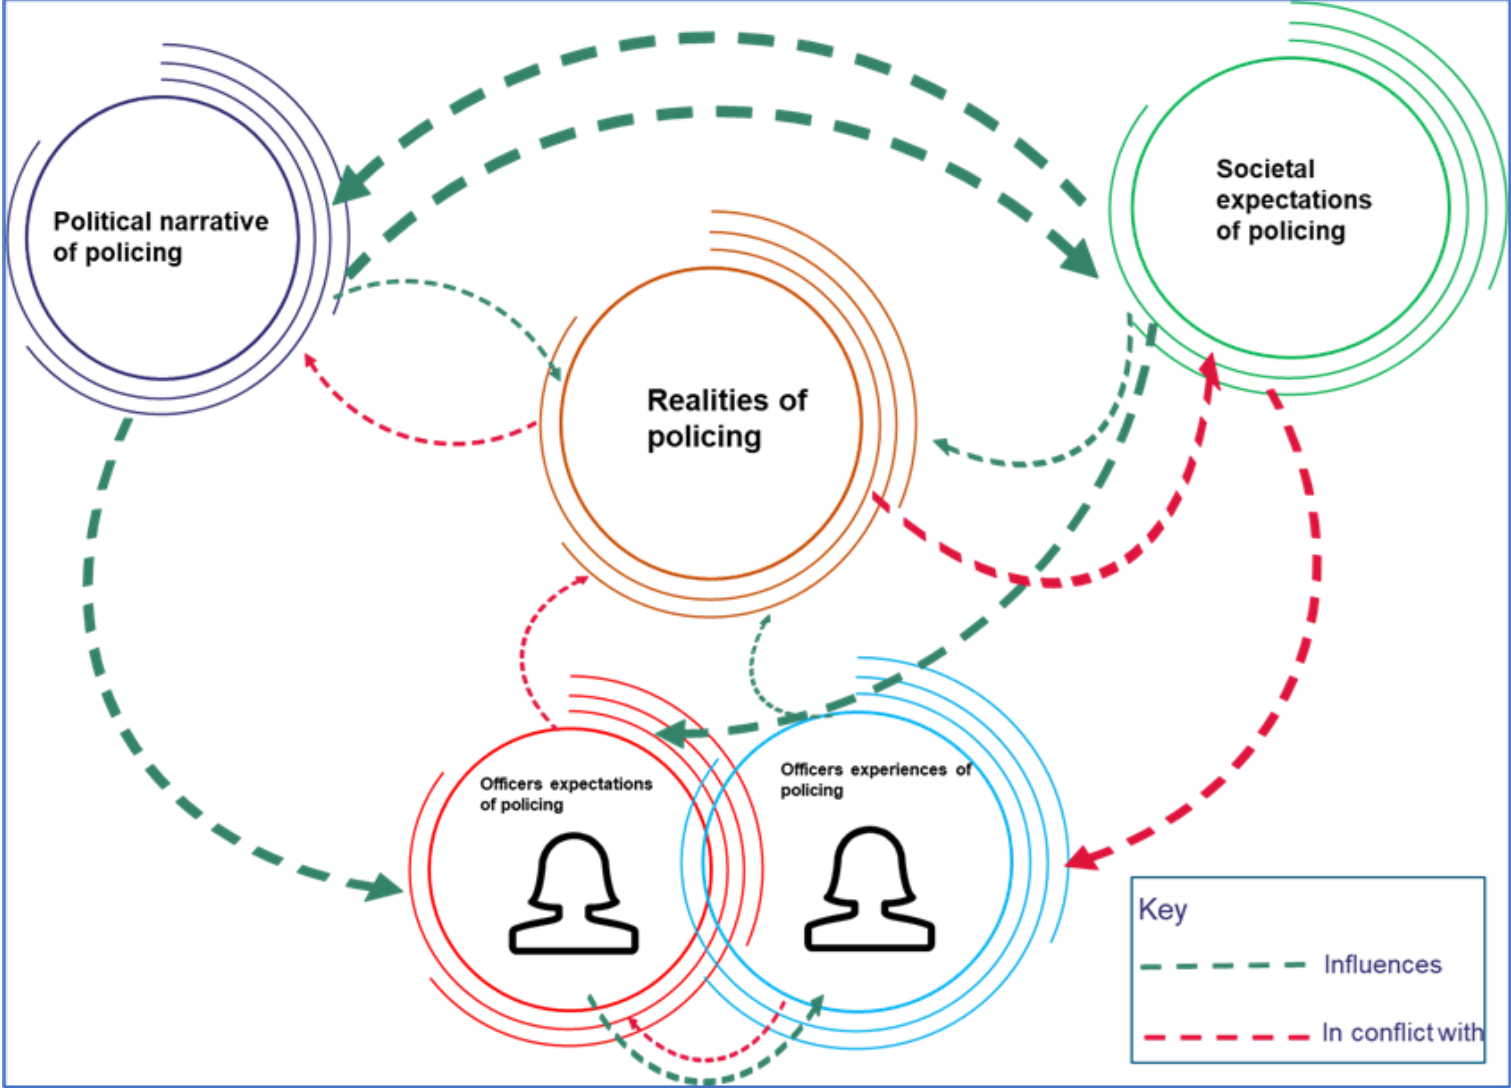 Political narrative
of policing
Societal
expectations
of policing
Realities of
policing
Officers expectations
of policing
Officers experiences of
policing
Key
Influences
In conflict with